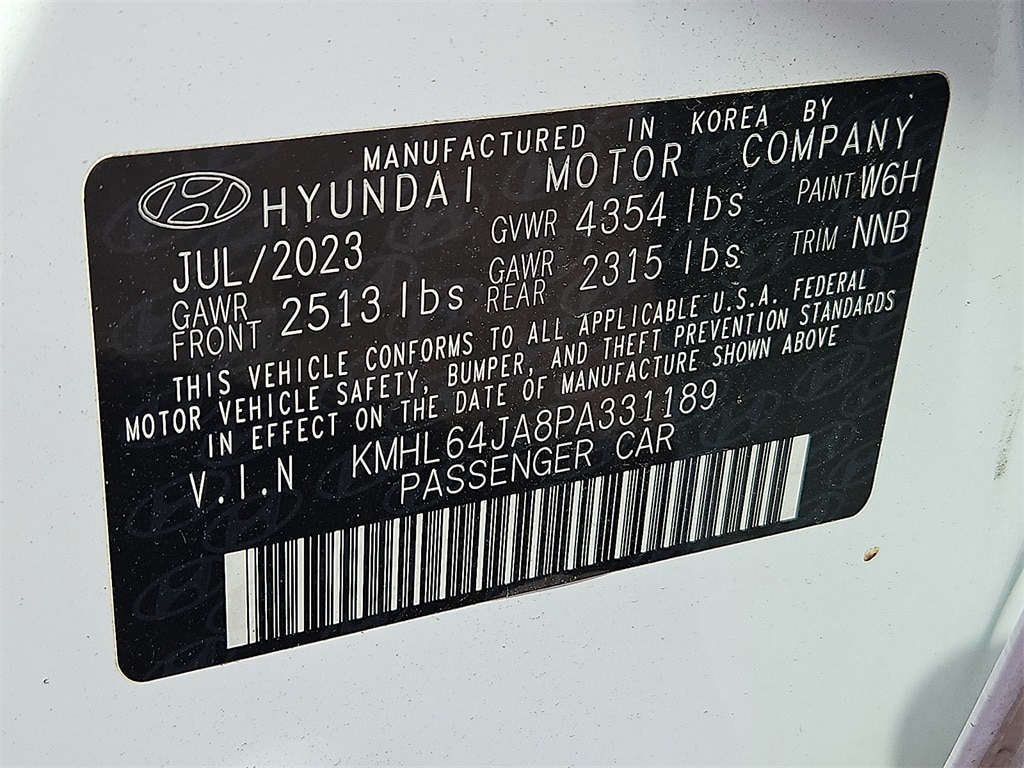 MANUFACTURED IN KOREA BY
HYUNDAI MOTOR COMPANY
JUL/2023 GVWR 4354 lbs PAINT W6H
GAWR FRONT 2513 lbs GAWR REAR 2315 lbs TRIM NNB
THIS VEHICLE CONFORMS TO ALL APPLICABLE U.S.A. FEDERAL
MOTOR VEHICLE SAFETY, BUMPER, AND THEFT PREVENTION STANDARDS
IN EFFECT ON THE DATE OF MANUFACTURE SHOWN ABOVE
V.I.N KMHL64JA8PA331189
PASSENGER CAR